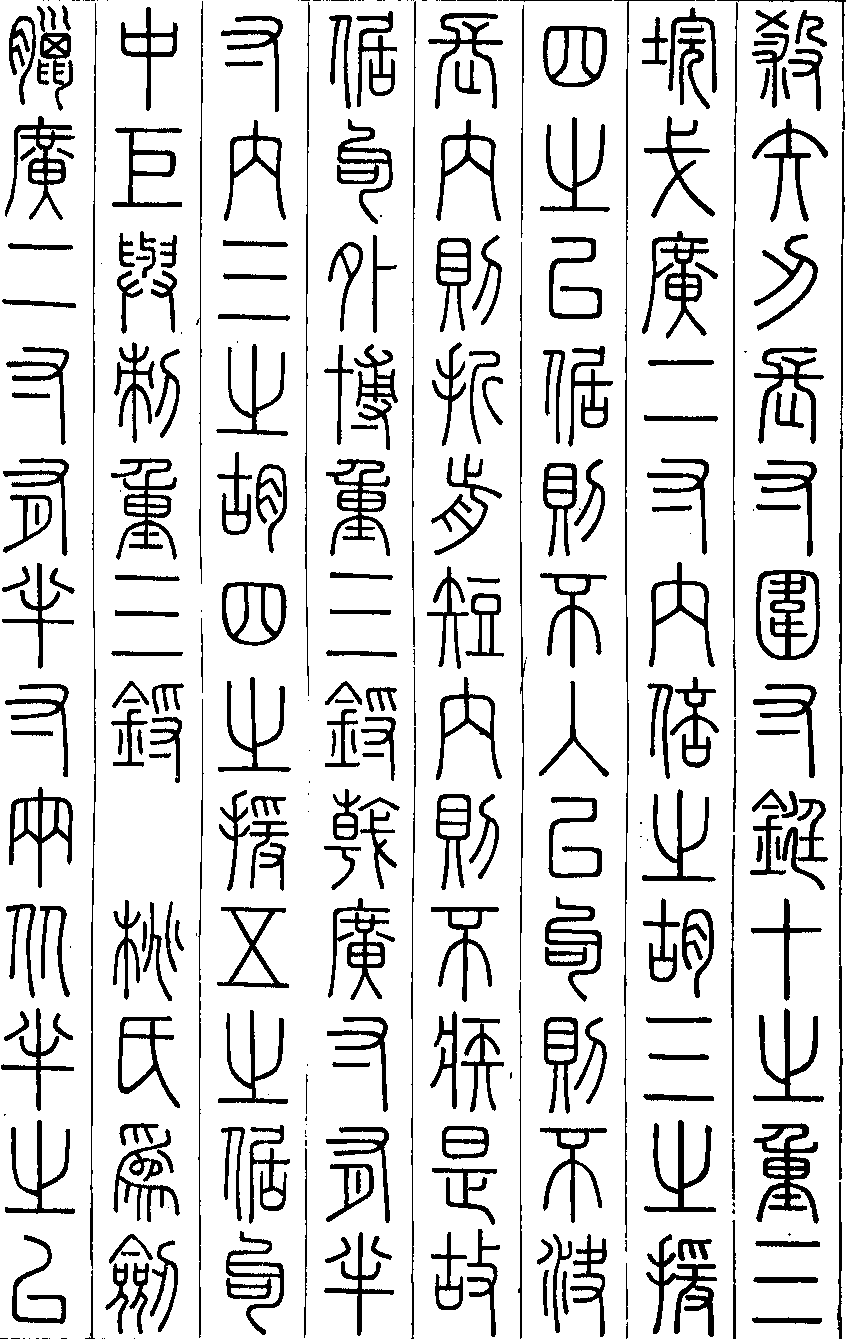 殺矢刃長寸圍寸鋌十之重三
垸戈廣二寸內倍之胡三之援
四之已倨則不入已句則不決
長內則折前短內則不疾是故
倨句外博重三鋝戟廣寸有半
寸內三之胡四之援五之倨句
中巨與刺重三鋝　桃氏為劍
臘廣二寸有半寸兩从半之以